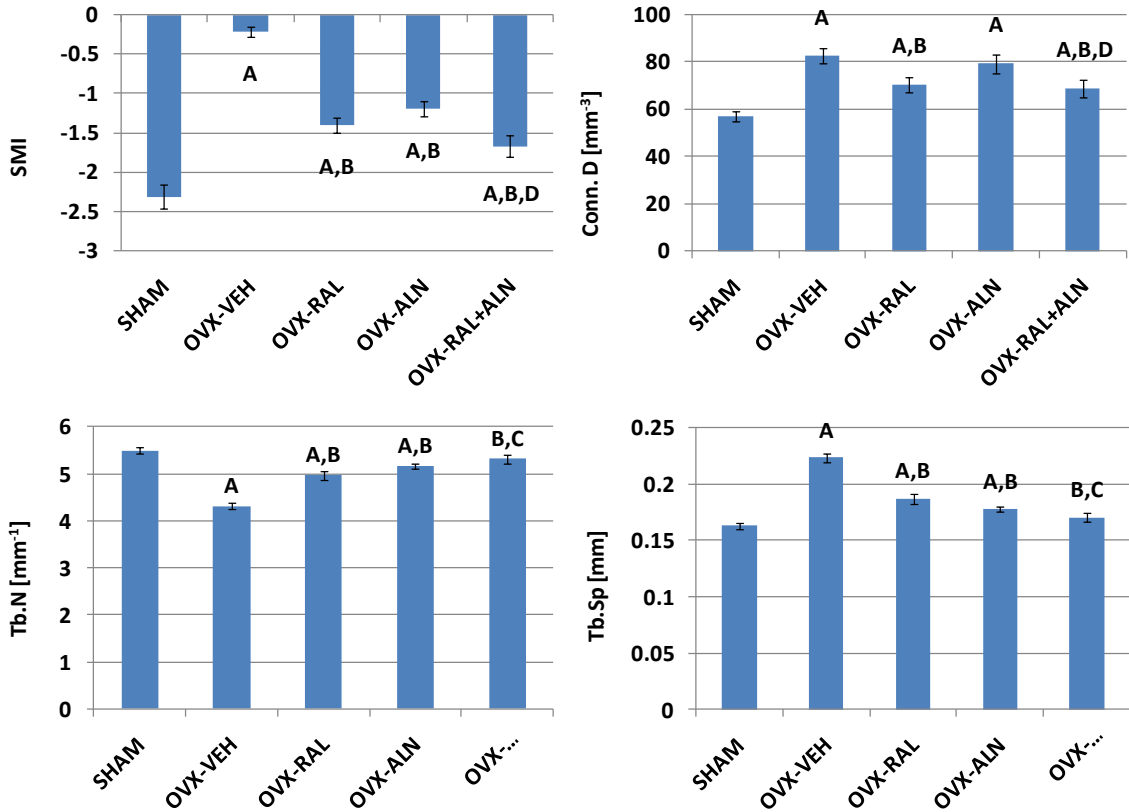 SMI
0
-0.5
-1
-1.5
-2
-2.5
-3
A
A,B
A,B
A,B,D
SHAM
OVX-VEH
OVX-RAL
OVX-ALN
OVX-RAL+ALN
Conn. D [mm⁻³]
100
80
60
40
20
0
A
A,B
A
A,B,D
SHAM
OVX-VEH
OVX-RAL
OVX-ALN
OVX-RAL+ALN
Tb.N [mm⁻¹]
6
5
4
3
2
1
0
A
A,B
A,B
B,C
SHAM
OVX-VEH
OVX-RAL
OVX-ALN
OVX-...
Tb.Sp [mm]
0.25
0.2
0.15
0.1
0.05
0
A
A,B
A,B
B,C
SHAM
OVX-VEH
OVX-RAL
OVX-ALN
OVX-...